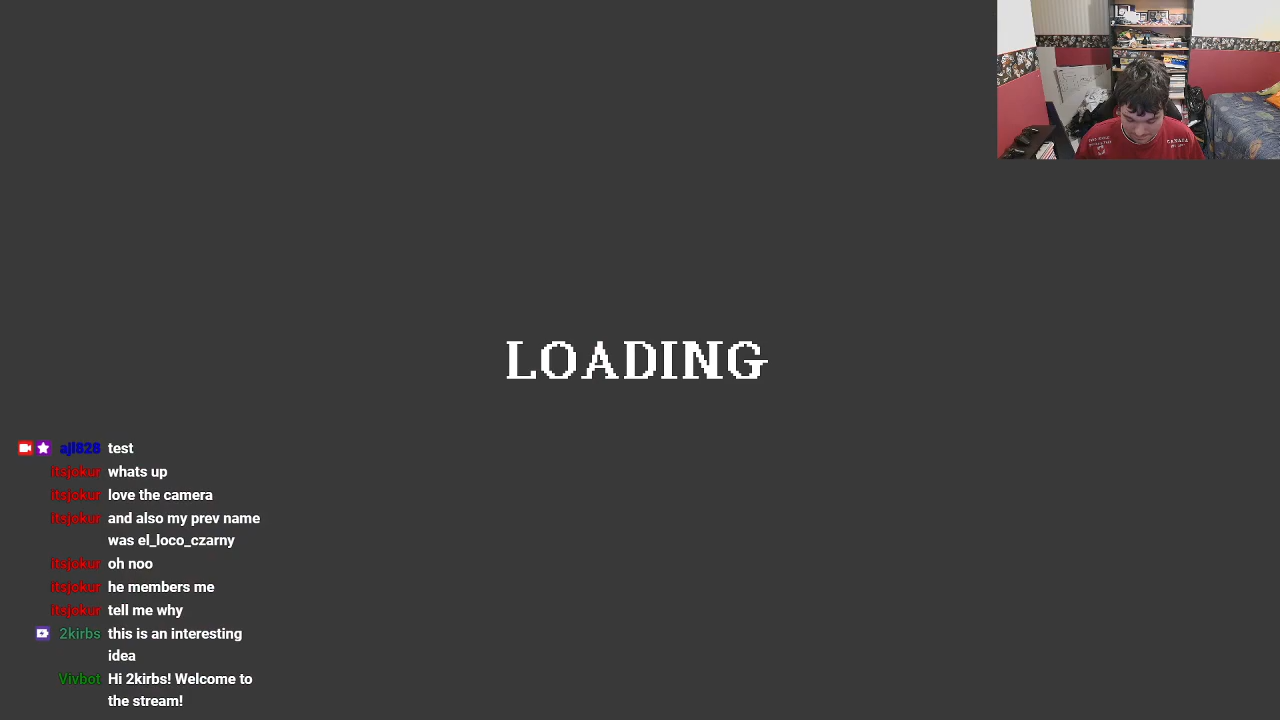 CANADA
LOADING
ajl828 test
itsjokur whats up
itsjokur love the camera
itsjokur and also my prev name
was el_loco_czarny
itsjokur oh noo
itsjokur he members me
itsjokur tell me why
2kirbs this is an interesting
idea
Vivbot Hi 2kirbs! Welcome to
the stream!